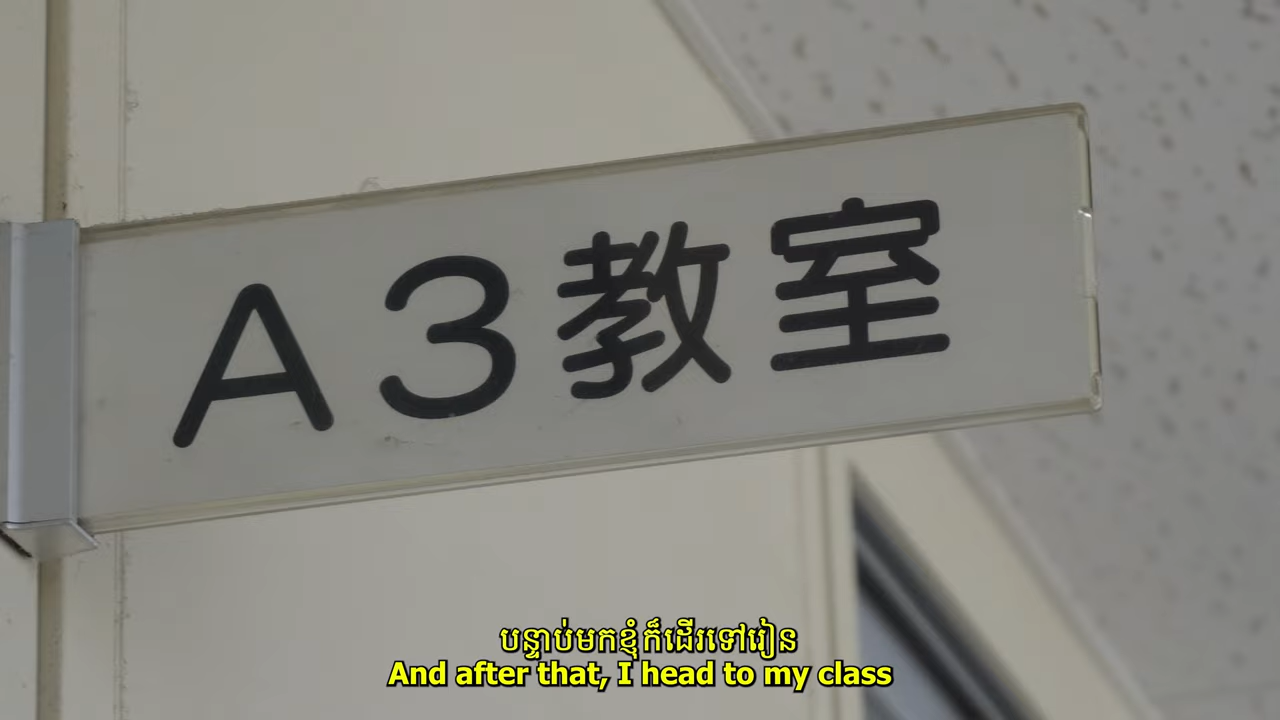 A3教室
បន្ទាប់មកខ្ញុំក៏ដើរទៅរៀន
And after that, I head to my class